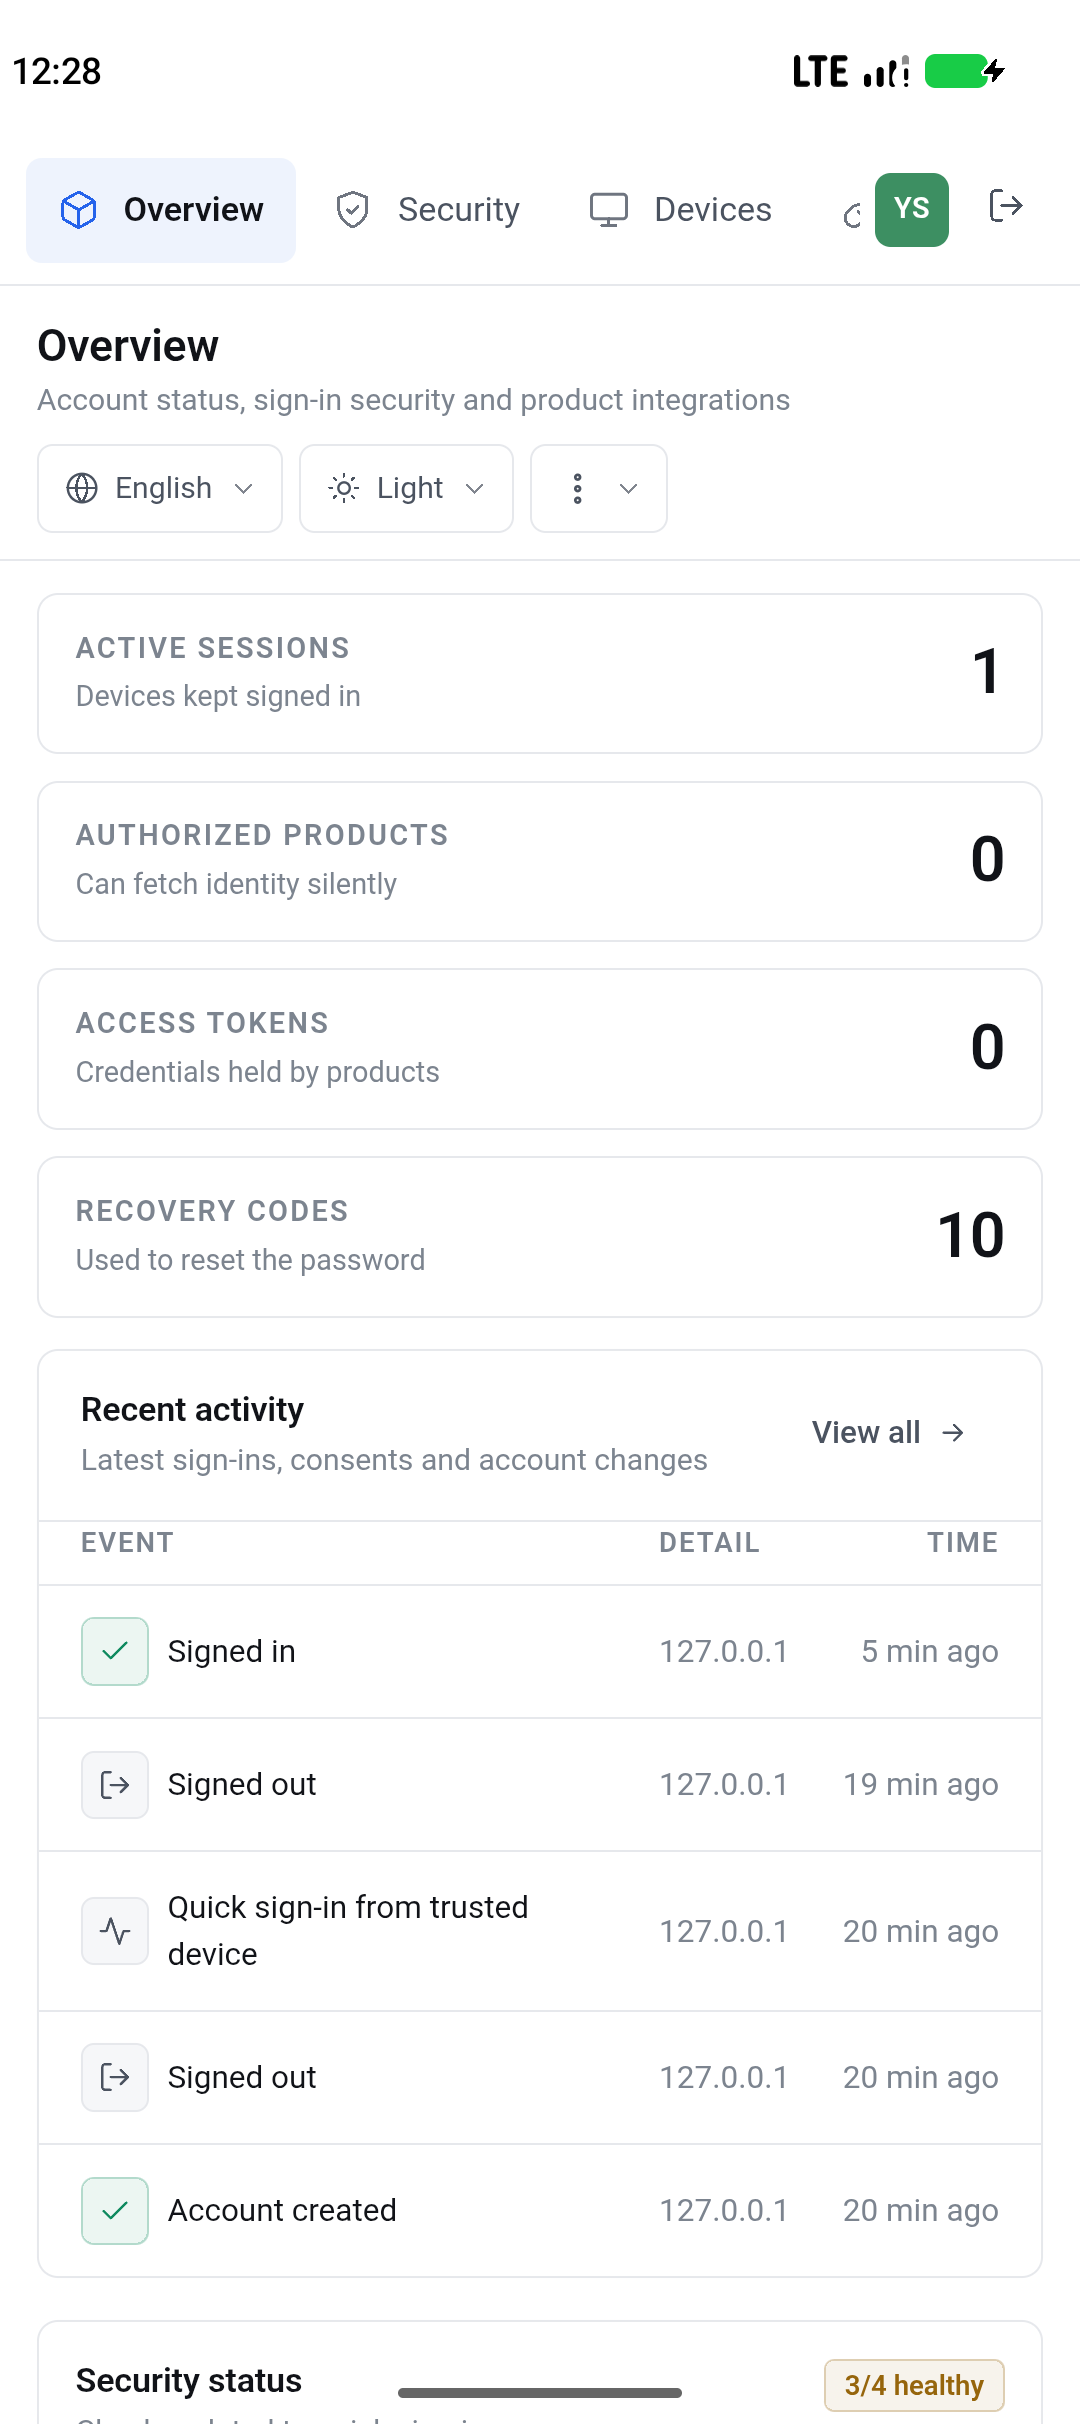 12:28
LTE
Overview
Security
Devices
YS
Overview
Account status, sign-in security and product integrations
English
Light
ACTIVE SESSIONS
Devices kept signed in
1
AUTHORIZED PRODUCTS
Can fetch identity silently
0
ACCESS TOKENS
Credentials held by products
0
RECOVERY CODES
Used to reset the password
10
Recent activity
Latest sign-ins, consents and account changes
View all
EVENT DETAIL TIME
Signed in 127.0.0.1 5 min ago
Signed out 127.0.0.1 19 min ago
Quick sign-in from trusted
device
127.0.0.1 20 min ago
Signed out 127.0.0.1 20 min ago
Account created 127.0.0.1 20 min ago
Security status
3/4 healthy